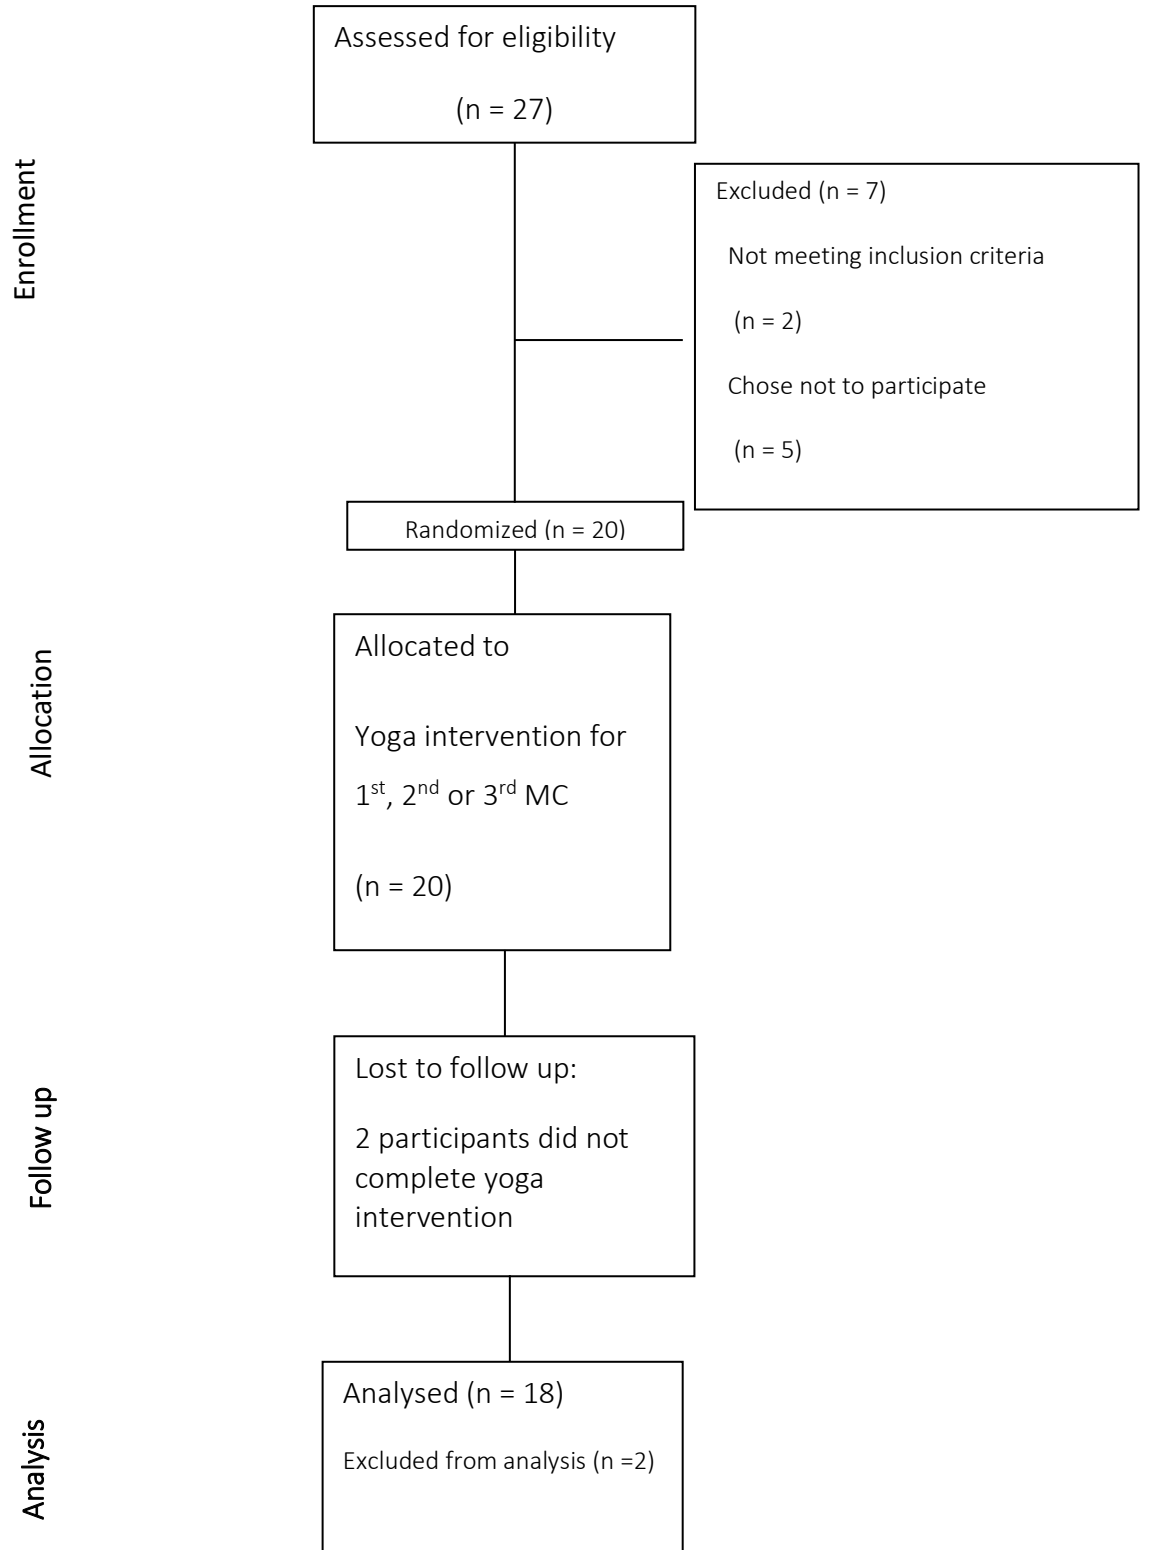 Assessed for eligibility
(n = 27)
Enrollment
Excluded (n = 7)
Not meeting inclusion criteria
(n = 2)
Chose not to participate
(n = 5)
Randomized (n = 20)
Allocation
Allocated to
Yoga intervention for
1st, 2nd or 3rd MC
(n = 20)
Follow up
Lost to follow up:
2 participants did not
complete yoga
intervention
Analysis
Analysed (n = 18)
Excluded from analysis (n =2)